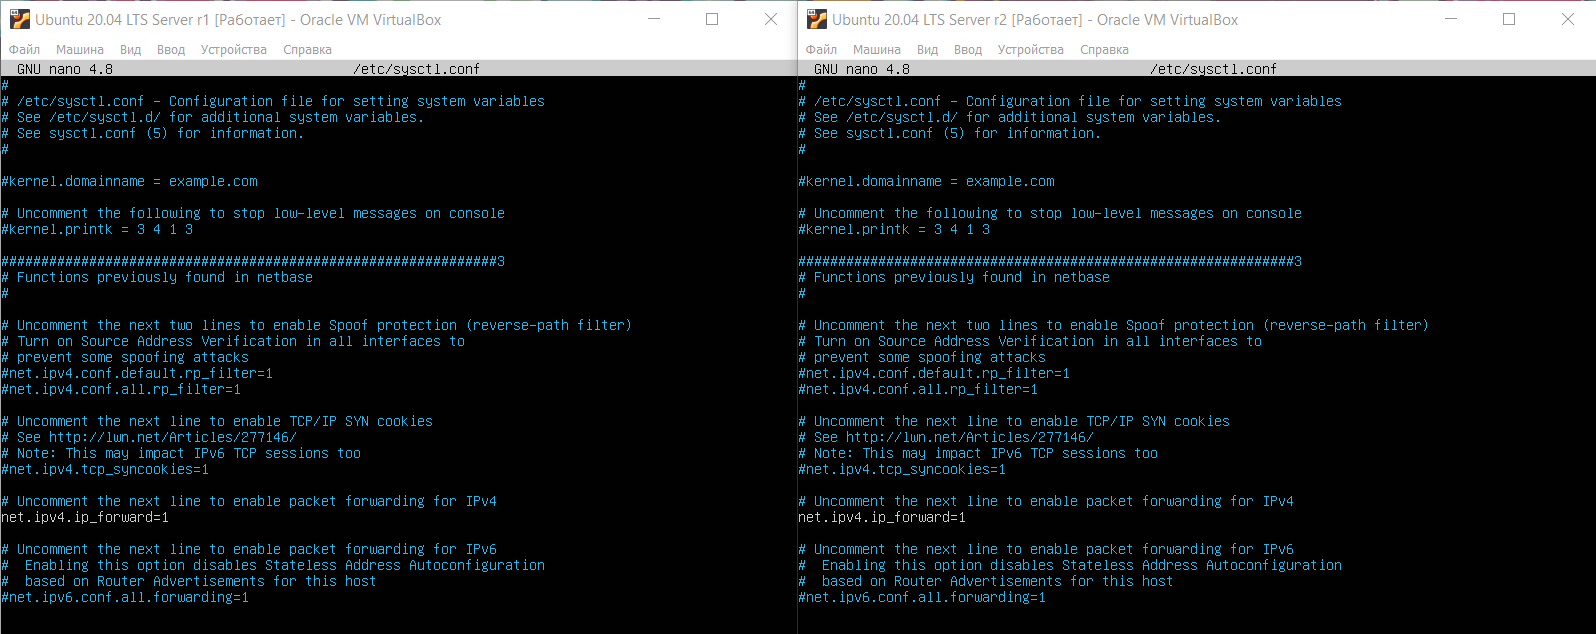 Ubuntu 20.04 LTS Server r1 [Работает] - Oracle VM VirtualBox
Файл Машина Вид Ввод Устройства Справка
GNU nano 4.8 /etc/sysctl.conf
#
# /etc/sysctl.conf - Configuration file for setting system variables
# See /etc/sysctl.d/ for additional system variables.
# See sysctl.conf (5) for information.
#
#kernel.domainname = example.com
# Uncomment the following to stop low-level messages on console
#kernel.printk = 3 4 1 3
##############################################################3
# Functions previously found in netbase
#
# Uncomment the next two lines to enable Spoof protection (reverse-path filter)
# Turn on Source Address Verification in all interfaces to
# prevent some spoofing attacks
#net.ipv4.conf.default.rp_filter=1
#net.ipv4.conf.all.rp_filter=1
# Uncomment the next line to enable TCP/IP SYN cookies
# See http://lwn.net/Articles/277146/
# Note: This may impact IPv6 TCP sessions too
#net.ipv4.tcp_syncookies=1
# Uncomment the next line to enable packet forwarding for IPv4
net.ipv4.ip_forward=1
# Uncomment the next line to enable packet forwarding for IPv6
#  Enabling this option disables Stateless Address Autoconfiguration
#  based on Router Advertisements for this host
#net.ipv6.conf.all.forwarding=1
Ubuntu 20.04 LTS Server r2 [Работает] - Oracle VM VirtualBox
Файл Машина Вид Ввод Устройства Справка
GNU nano 4.8 /etc/sysctl.conf
#
# /etc/sysctl.conf - Configuration file for setting system variables
# See /etc/sysctl.d/ for additional system variables.
# See sysctl.conf (5) for information.
#
#kernel.domainname = example.com
# Uncomment the following to stop low-level messages on console
#kernel.printk = 3 4 1 3
##############################################################3
# Functions previously found in netbase
#
# Uncomment the next two lines to enable Spoof protection (reverse-path filter)
# Turn on Source Address Verification in all interfaces to
# prevent some spoofing attacks
#net.ipv4.conf.default.rp_filter=1
#net.ipv4.conf.all.rp_filter=1
# Uncomment the next line to enable TCP/IP SYN cookies
# See http://lwn.net/Articles/277146/
# Note: This may impact IPv6 TCP sessions too
#net.ipv4.tcp_syncookies=1
# Uncomment the next line to enable packet forwarding for IPv4
net.ipv4.ip_forward=1
# Uncomment the next line to enable packet forwarding for IPv6
#  Enabling this option disables Stateless Address Autoconfiguration
#  based on Router Advertisements for this host
#net.ipv6.conf.all.forwarding=1